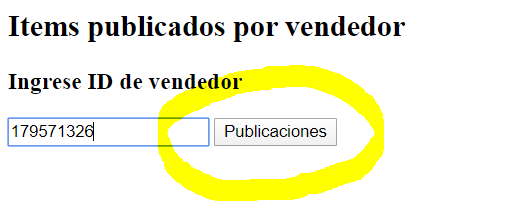 Items publicados por vendedor
Ingrese ID de vendedor
179571326 Publicaciones